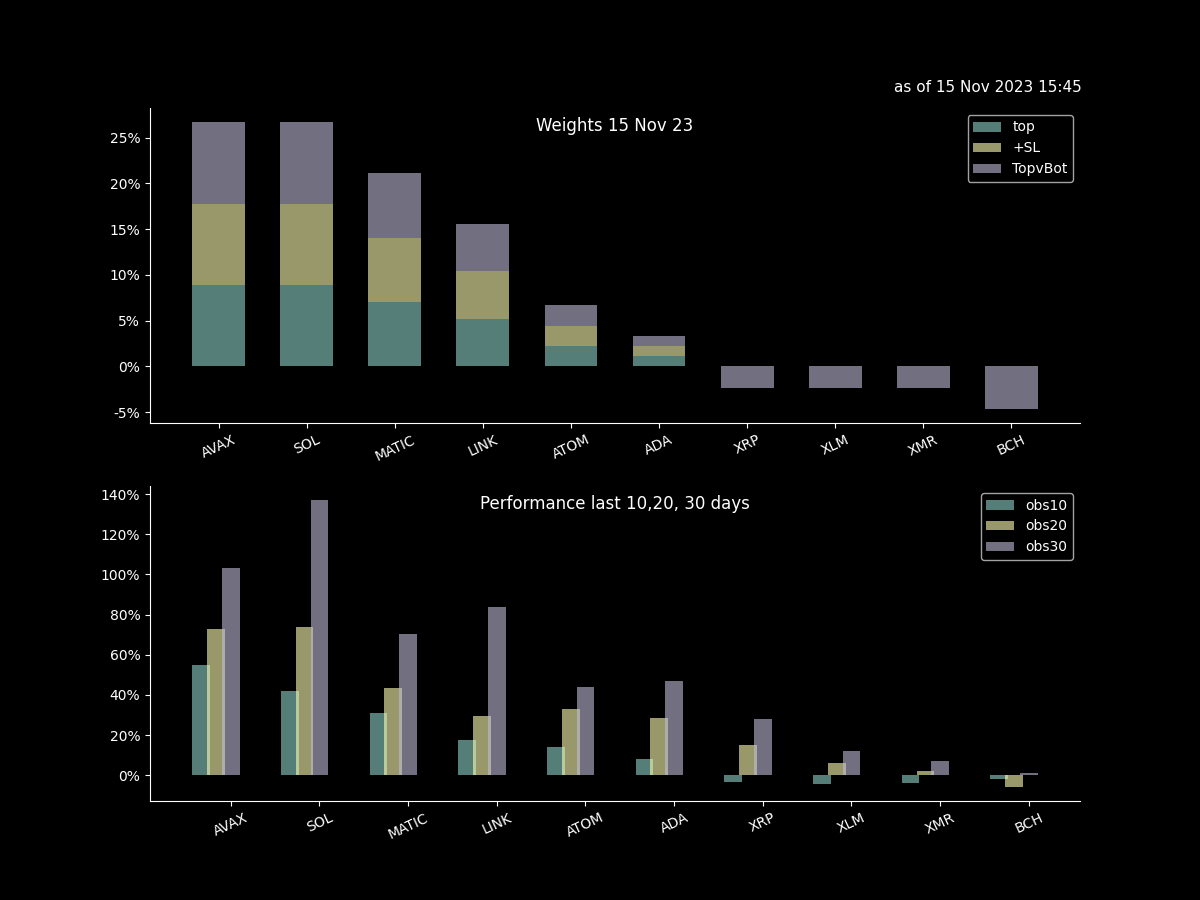 as of 15 Nov 2023 15:45
Weights 15 Nov 23
top
+SL
TopvBot
25%
20%
15%
10%
5%
0%
-5%
AVAX SOL MATIC LINK ATOM ADA XRP XLM XMR BCH
Performance last 10,20, 30 days
obs10
obs20
obs30
140%
120%
100%
80%
60%
40%
20%
0%
AVAX SOL MATIC LINK ATOM ADA XRP XLM XMR BCH